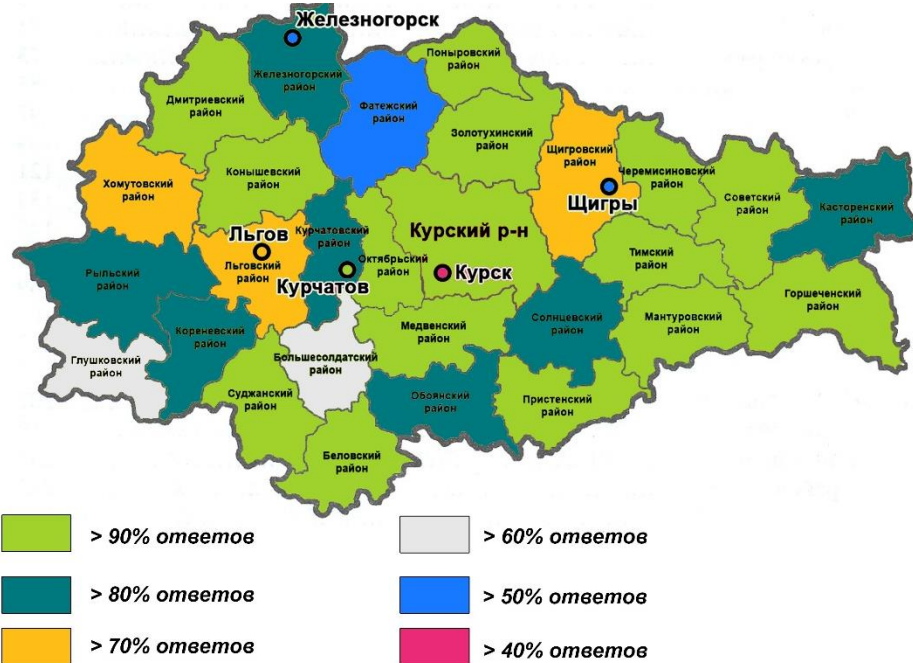 Железногорск
Железногорский
район
Поныровский
район
Дмитриевский
район
Фатежский
район
Золотухинский
район
Щигровский
район
Хомутовский
район
Конышевский
район
Черемисиновский
район
Советский
район
Касторенский
район
Щигры
Льгов
Льговский
район
Курчатовский
район
Курский р-н
Октябрьский
район
Курчатов
Курск
Тимский
район
Рыльский
район
Горшеченский
район
Кореневский
район
Медвенский
район
Солнцевский
район
Мантуровский
район
Глушковский
район
Большесолдатский
район
Суджанский
район
Обоянский
район
Пристенский
район
Беловский
район
> 90% ответов
> 60% ответов
> 80% ответов
> 50% ответов
> 70% ответов
> 40% ответов